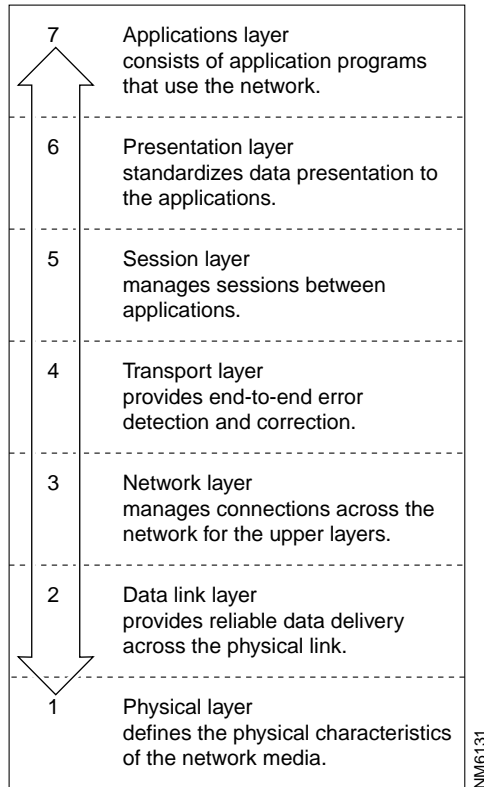 7 Applications layer
consists of application programs
that use the network.
6 Presentation layer
standardizes data presentation to
the applications.
5 Session layer
manages sessions between
applications.
4 Transport layer
provides end-to-end error
detection and correction.
3 Network layer
manages connections across the
network for the upper layers.
2 Data link layer
provides reliable data delivery
across the physical link.
1 Physical layer
defines the physical characteristics
of the network media.
NM6131